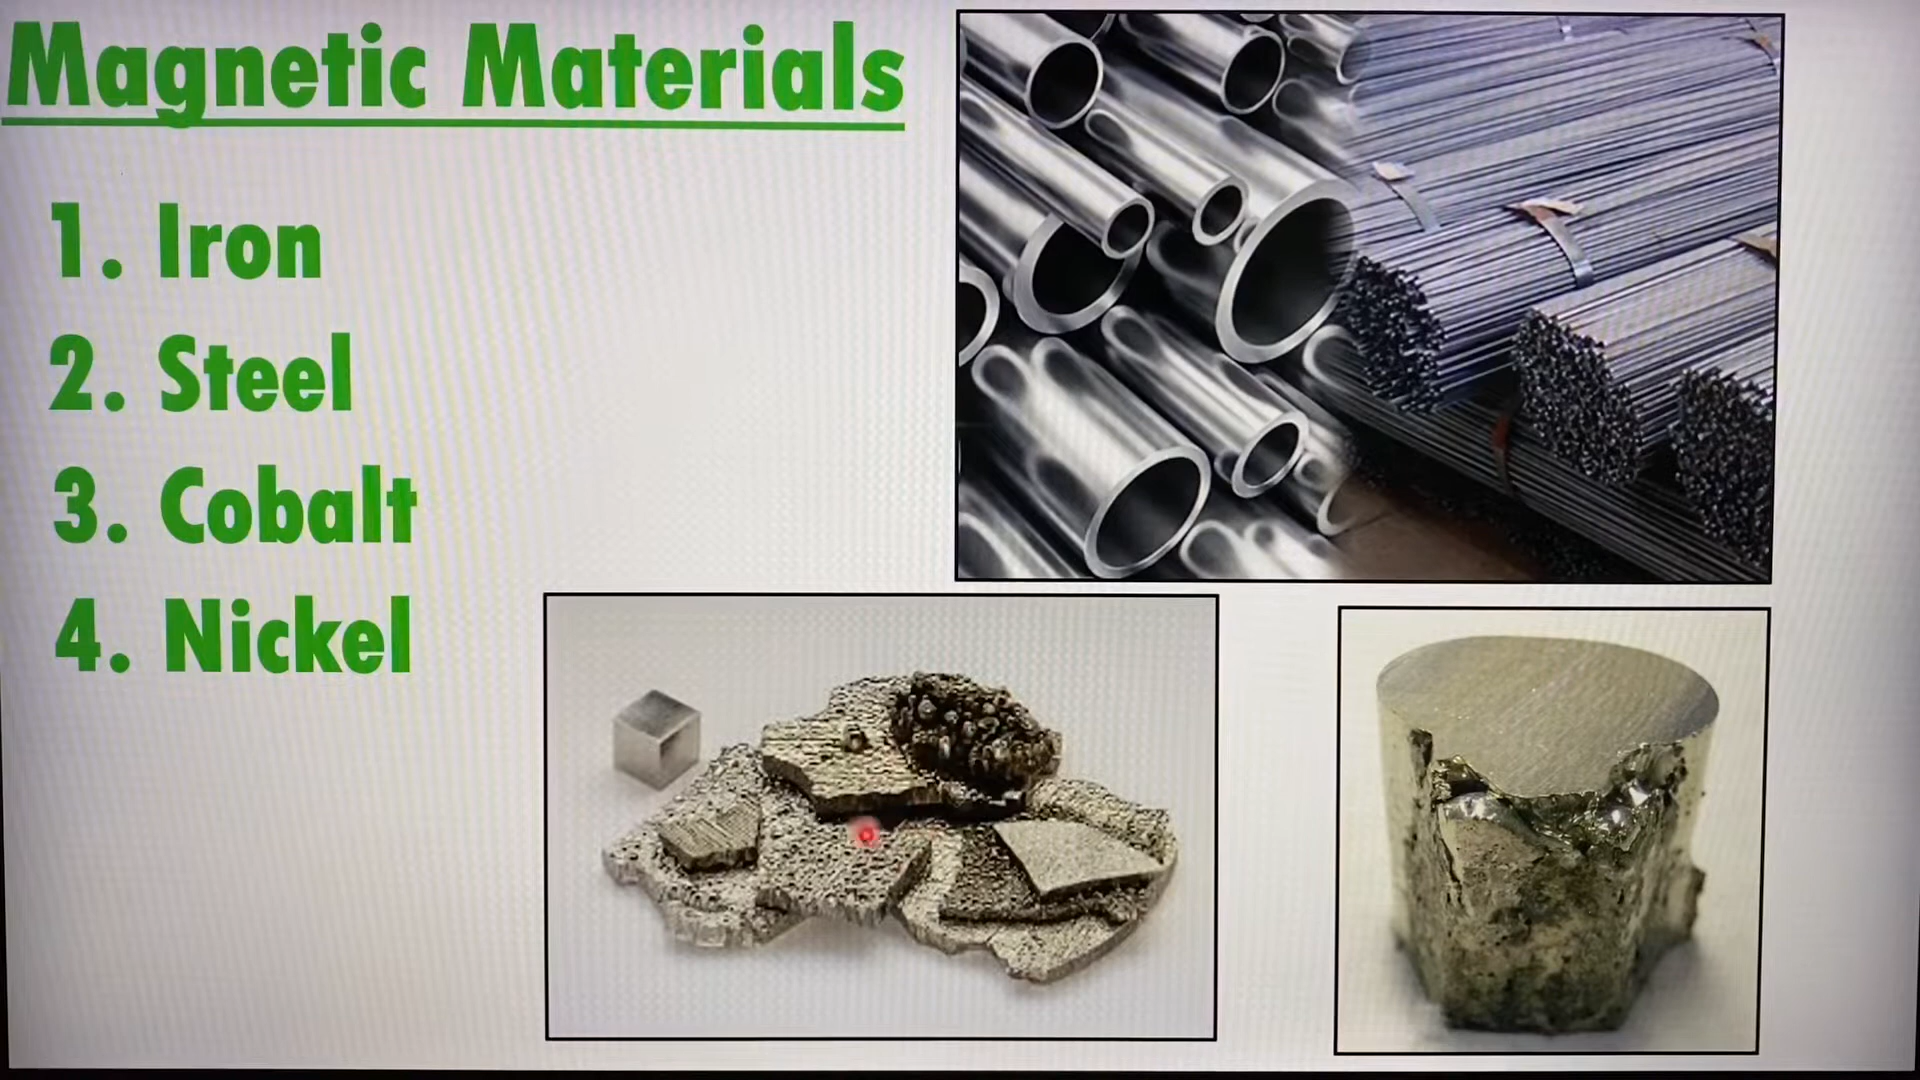 Magnetic Materials
1. Iron
2. Steel
3. Cobalt
4. Nickel